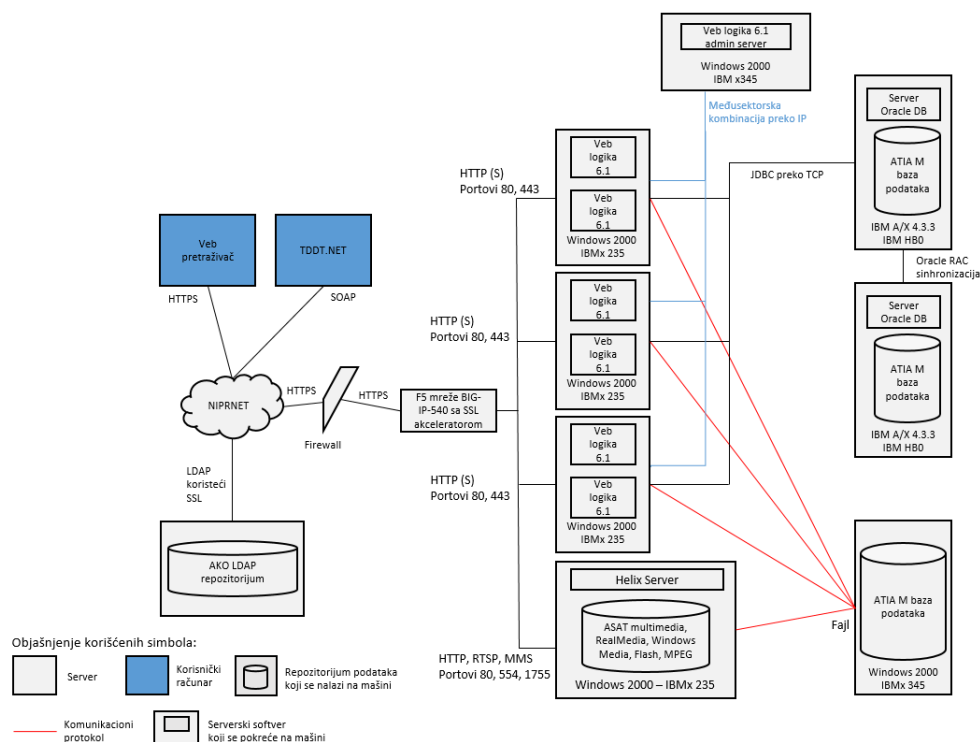 Veb logika 6.1
admin server
Windows 2000
IBM x345
Međusektorska
kombinacija preko IP
Server
Oracle DB
ATIA M
baza
podataka
IBM A/X 4.3.3
IBM HB0
JDBC preko TCP
Oracle RAC
sinhronizacija
Server
Oracle DB
ATIA M
baza
podataka
IBM A/X 4.3.3
IBM HB0
HTTP (S)
Portovi 80, 443
Veb
logika
6.1
Veb
logika
6.1
Windows 2000
IBMx 235
HTTP (S)
Portovi 80, 443
Veb
logika
6.1
Veb
logika
6.1
Windows 2000
IBMx 235
HTTP (S)
Portovi 80, 443
Veb
logika
6.1
Veb
logika
6.1
Windows 2000
IBMx 235
Veb
pretraživač
TDDT.NET
HTTPS
SOAP
NIPRNET
HTTPS
Firewall
HTTPS
F5 mreže BIG-
IP-540 sa SSL
akceleratorom
LDAP
koristeći
SSL
AKO LDAP
repozitorijum
Helix Server
ASAT multimedia,
RealMedia, Windows
Media, Flash, MPEG
Windows 2000 – IBMx 235
HTTP, RTSP, MMS
Portovi 80, 554, 1755
Fajl
ATIA M baza
podataka
Windows 2000
IBMx 345
Objašnjenje korišćenih simbola:
Server
Korisnički
računar
Repozitorijum podataka
koji se nalazi na mašini
Komunikacioni
protokol
Serverski softver
koji se pokreće na mašini